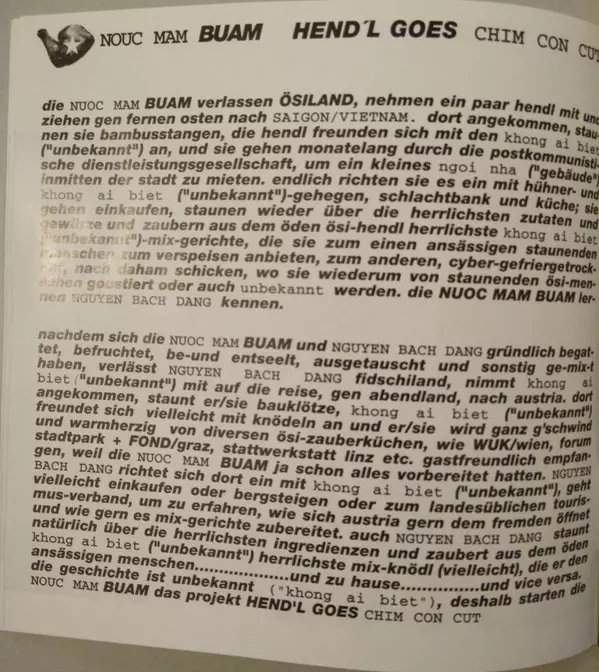 NOUC MAM BUAM HEND´L GOES CHIM CON CUT
die NUOC MAM BUAM verlassen ÖSILAND, nehmen ein paar hendl mit und
ziehen gen fernen osten nach SAIGON/VIETNAM. dort angekommen, stau-
nen sie bambusstangen, die hendl freunden sich mit den khong ai biet
("unbekannt") an, und sie gehen monatelang durch die postkommunisti-
sche dienstleistungsgesellschaft, um ein kleines ngoi nha ("gebäude")
inmitten der stadt zu mieten. endlich richten sie es ein mit hühner- und
khong ai biet ("unbekannt")-gehegen, schlachtbank und küche; sie
gehen einkaufen, staunen wieder über die herrlichsten zutaten und
gewürze und zaubern aus dem öden ösi-hendl herrlichste khong ai biet
("unbekannt")-mix-gerichte, die sie zum einen ansässigen staunenden
menschen zum verspeisen anbieten, zum anderen, cyber-gefriergetrock-
net, nach daham schicken, wo sie wiederum von staunenden ösi-men-
schen goustiert oder auch unbekannt werden. die NUOC MAM BUAM ler-
nen NGUYEN BACH DANG kennen.
nachdem sich die NUOC MAM BUAM und NGUYEN BACH DANG gründlich begat-
tet, befruchtet, be-und entseelt, ausgetauscht und sonstig ge-mix-t
haben, verlässt NGUYEN BACH DANG fidschiland, nimmt khong ai
biet ("unbekannt") mit auf die reise, gen abendland, nach austria. dort
angekommen, staunt er/sie bauklötze, khong ai biet ("unbekannt")
freundet sich vielleicht mit knödeln an und er/sie wird ganz g'schwind
und warmherzig von diversen ösi-zauberküchen, wie WUK/wien, forum
stadtpark + FOND/graz, stattwerkstatt linz etc. gastfreundlich empfan-
gen, weil die NUOC MAM BUAM ja schon alles vorbereitet hatten. NGUYEN
BACH DANG richtet sich dort ein mit khong ai biet ("unbekannt"), geht
vielleicht einkaufen oder bergsteigen oder zum landesüblichen touris-
mus-verband, um zu erfahren, wie sich austria gern dem fremden öffnet
und wie gern es mix-gerichte zubereitet. auch NGUYEN BACH DANG staunt
natürlich über die herrlichsten ingredienzen und zaubert aus dem öden
khong ai biet ("unbekannt") herrlichste mix-knödl (vielleicht), die er den
ansässigen menschen....................und zu hause.................und vice versa.
die geschichte ist unbekannt ("khong ai biet"), deshalb starten die
NUOC MAM BUAM das projekt HEND'L GOES CHIM CON CUT